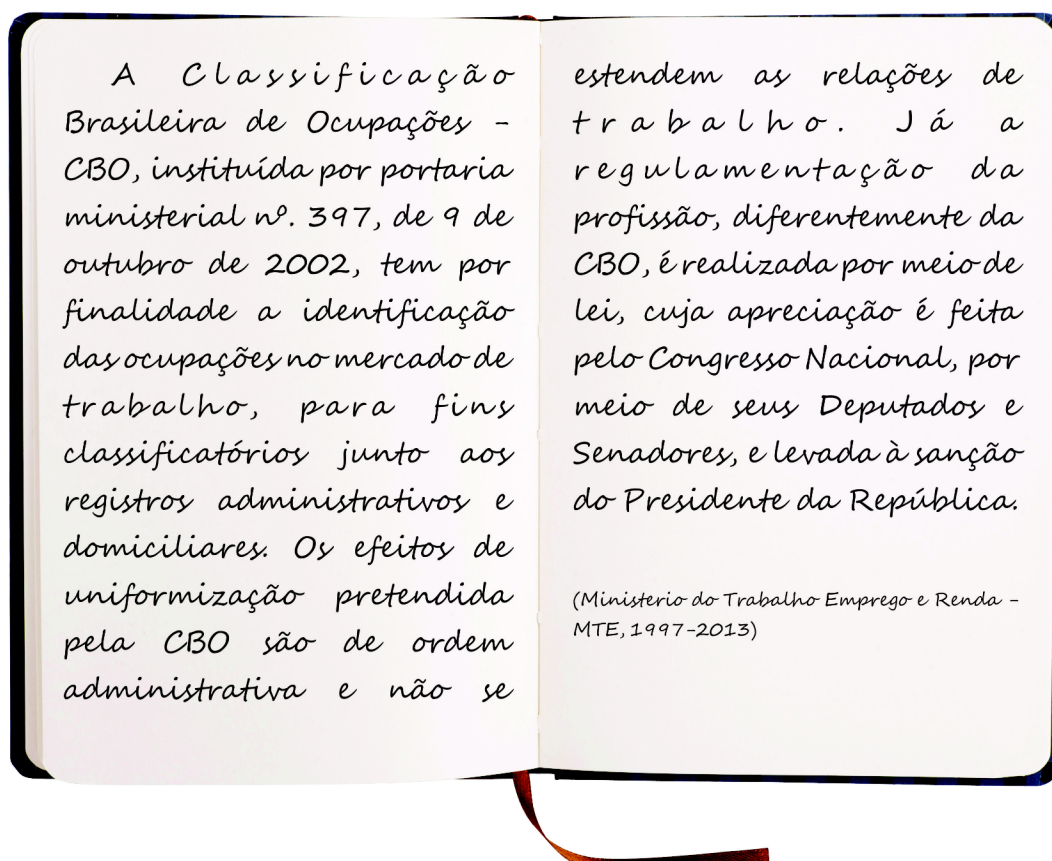 A Classificação
Brasileira de Ocupações -
CBO, instituída por portaria
ministerial nº. 397, de 9 de
outubro de 2002, tem por
finalidade a identificação
das ocupações no mercado de
trabalho, para fins
classificatórios junto aos
registros administrativos e
domiciliares. Os efeitos de
uniformização pretendida
pela CBO são de ordem
administrativa e não se
estendem as relações de
trabalho. Já a
regulamentação da
profissão, diferentemente da
CBO, é realizada por meio de
lei, cuja apreciação é feita
pelo Congresso Nacional, por
meio de seus Deputados e
Senadores, e levada à sanção
do Presidente da República.
(Ministerio do Trabalho Emprego e Renda -
MTE, 1997-2013)